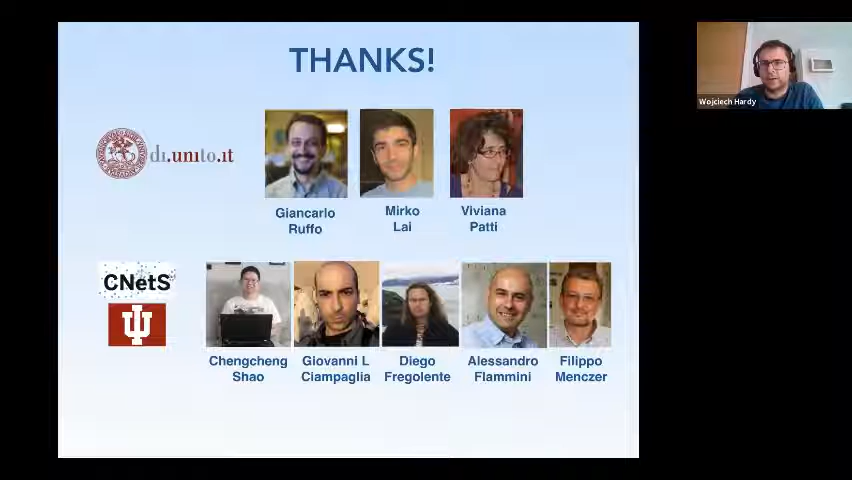 THANKS!
Wojciech Hardy
di.unito.it
Giancarlo
Ruffo
Mirko
Lai
Viviana
Patti
CNetS
Chengcheng
Shao
Giovanni L
Ciampaglia
Diego
Fregolente
Alessandro
Flammini
Filippo
Menczer